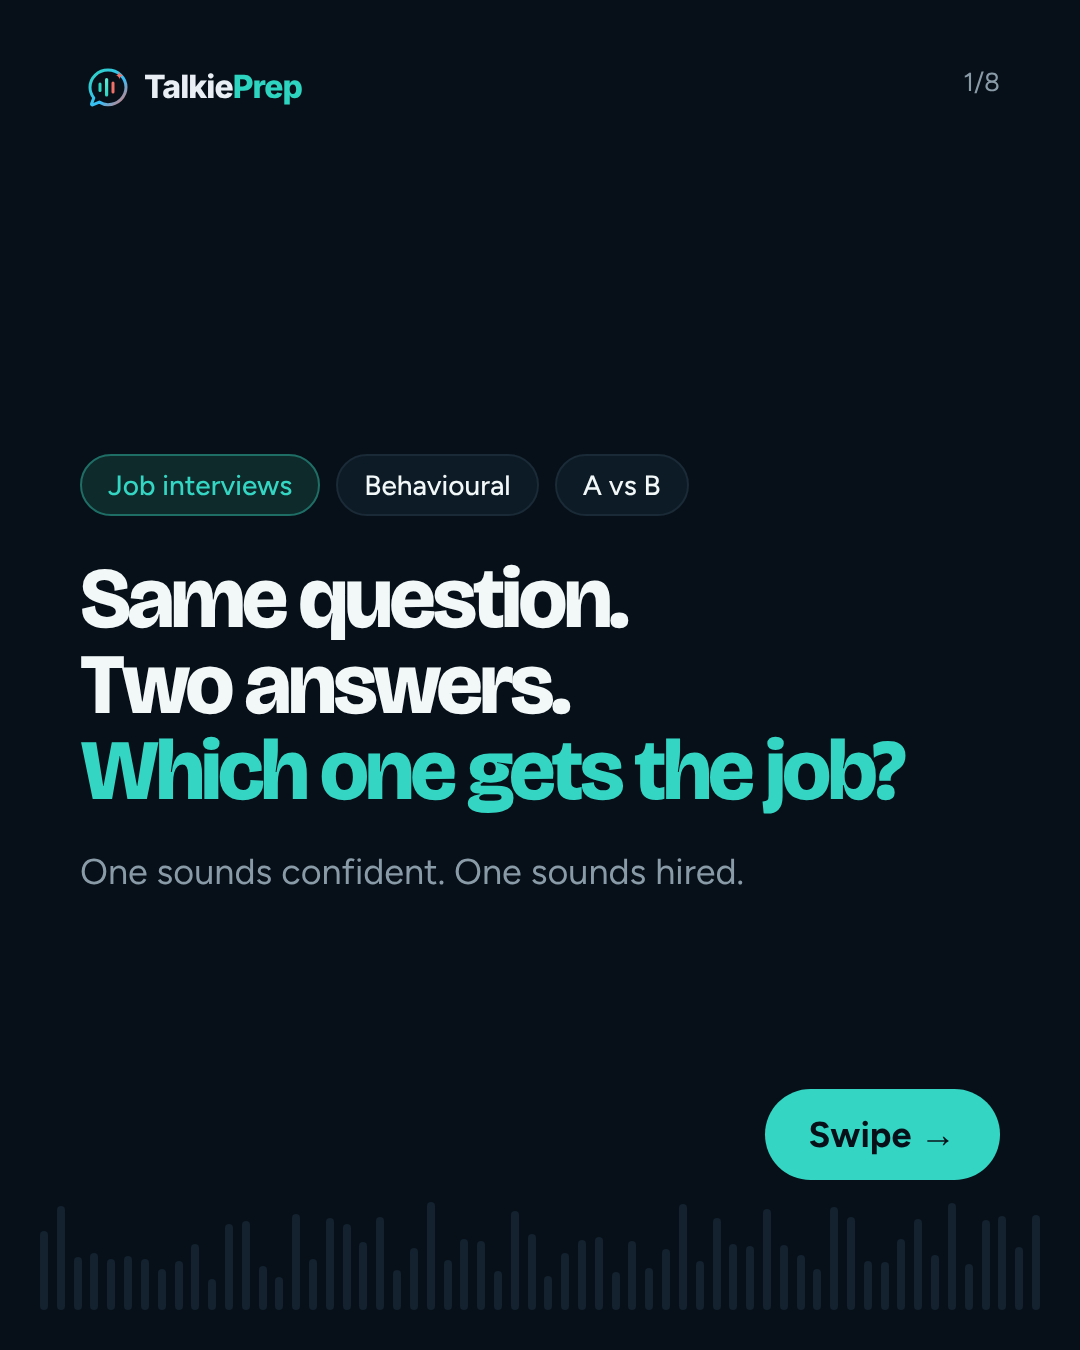 TalkiePrep
1/8
Job interviews
Behavioural
A vs B
Same question.
Two answers.
Which one gets the job?
One sounds confident. One sounds hired.
Swipe →